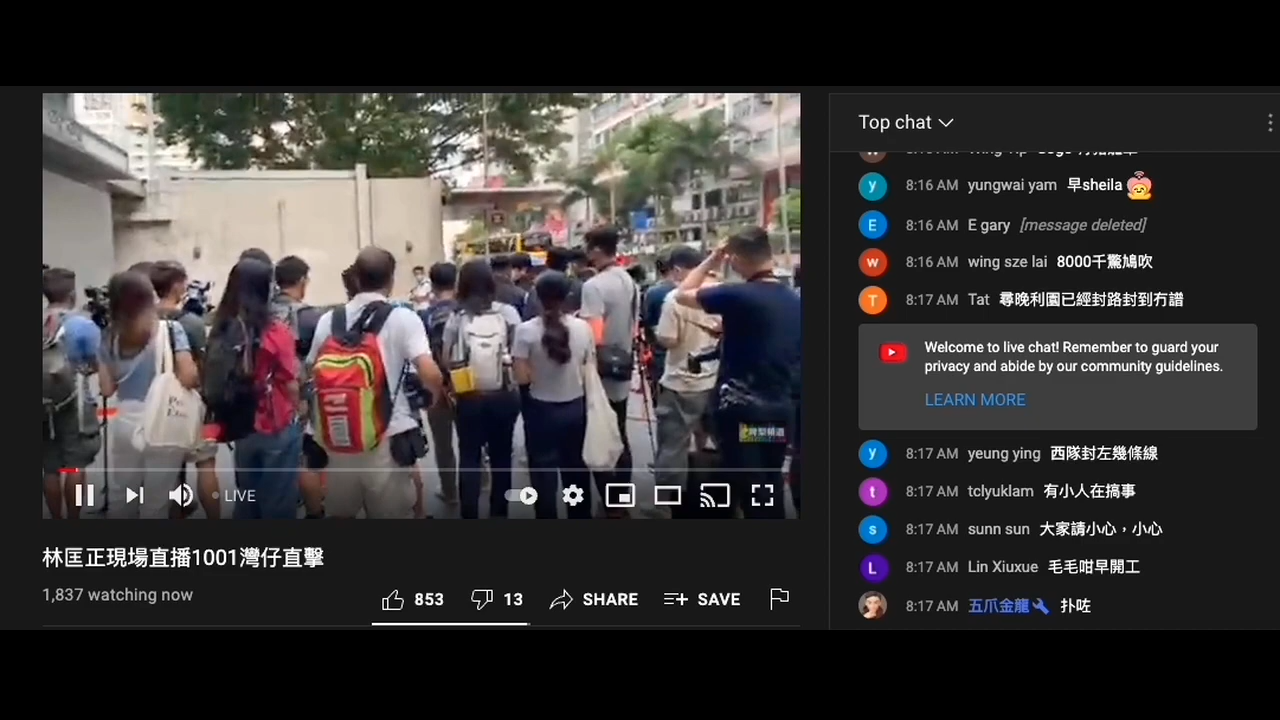 Top chat
8:16 AM yungwai yam 早sheila
8:16 AM E gary [message deleted]
8:16 AM wing sze lai 8000千驚鳩吹
8:17 AM Tat 尋晚利園已經封路封到冇譜
Welcome to live chat! Remember to guard your
privacy and abide by our community guidelines.
LEARN MORE
8:17 AM yeung ying 西隊封左幾條線
8:17 AM tclyuklam 有小人在搞事
8:17 AM sunn sun 大家請小心，小心
8:17 AM Lin Xiuxue 毛毛咁早開工
8:17 AM 五爪金龍 扑咗
LIVE
林匡正現場直播1001灣仔直擊
1,837 watching now
853
13
SHARE
SAVE